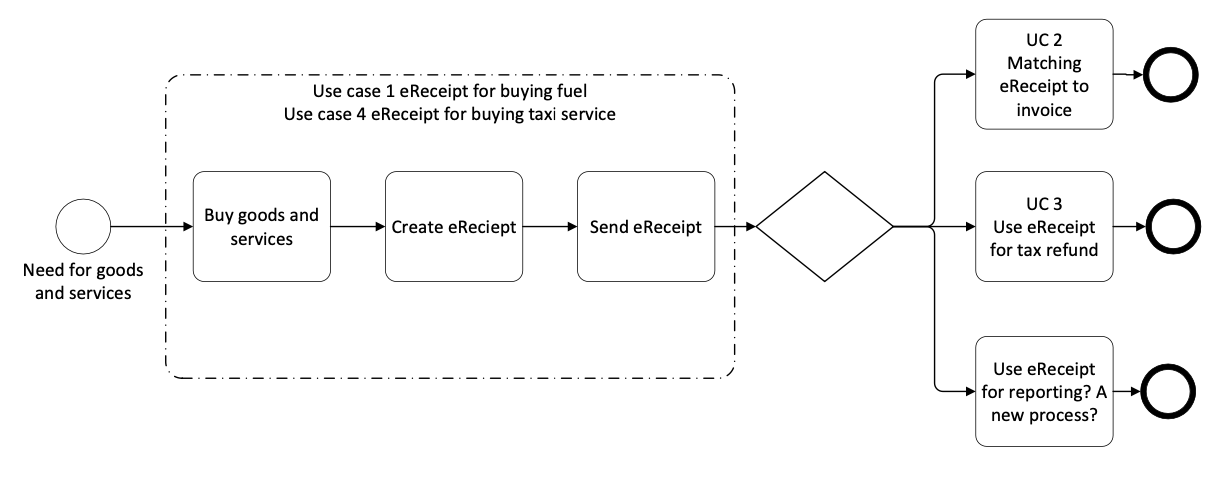 Use case 1 eReceipt for buying fuel
Use case 4 eReceipt for buying taxi service
Need for goods
and services
Buy goods and
services
Create eReciept
Send eReceipt
UC 2
Matching
eReceipt to
invoice
UC 3
Use eReceipt
for tax refund
Use eReceipt
for reporting? A
new process?